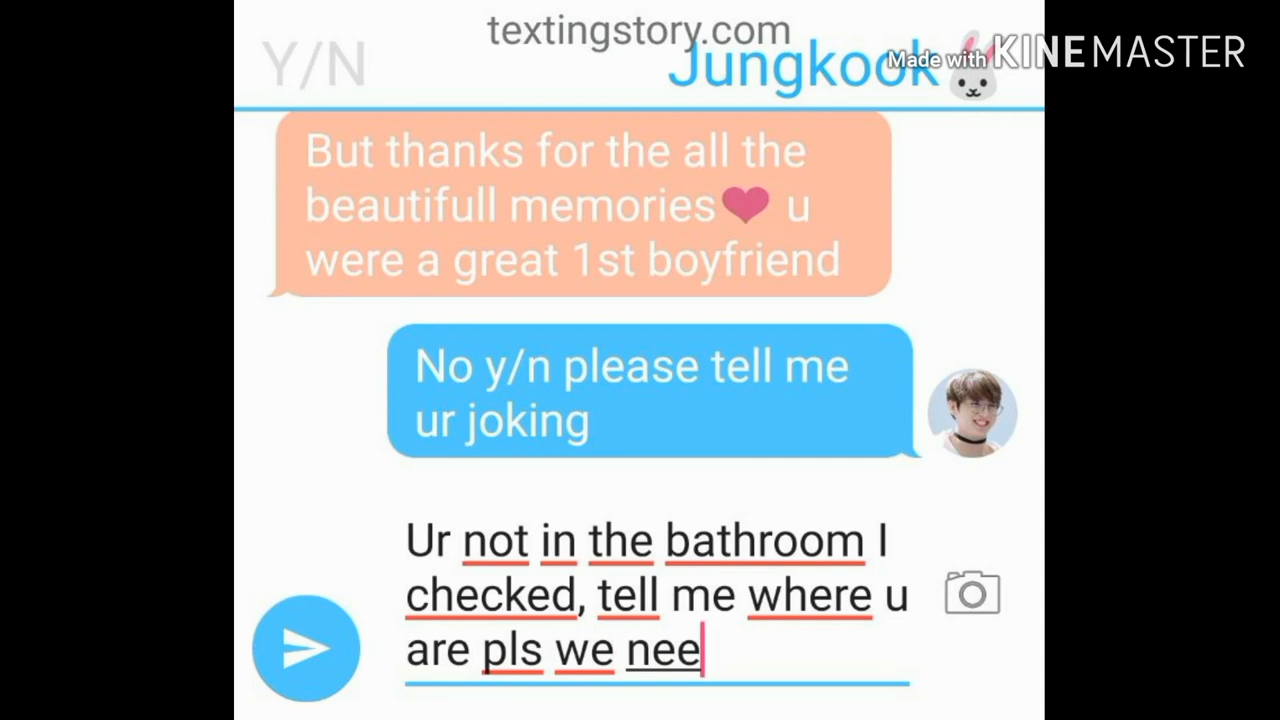 textingstory.com
Y/N
Jungkook
Made with KINEMASTER
But thanks for the all the
beautifull memories❤ u
were a great 1st boyfriend
No y/n please tell me
ur joking
Ur not in the bathroom I
checked, tell me where u
are pls we nee